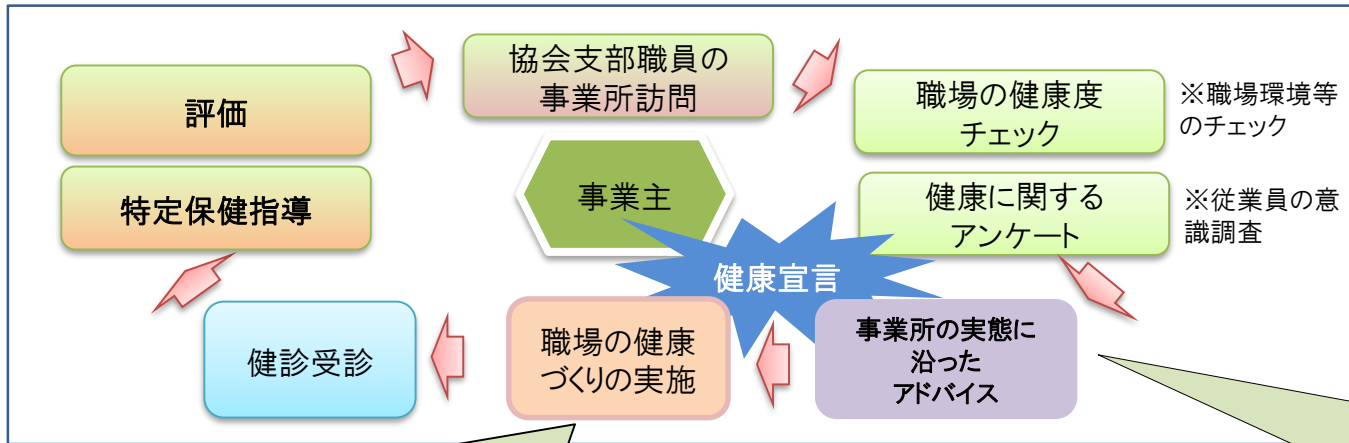 協会支部職員の
事業所訪問
職場の健康度
チェック
※職場環境等
のチェック
健康に関する
アンケート
※従業員の意
識調査
事業所の実態に
沿った
アドバイス
健康宣言
事業主
職場の健康
づくりの実施
健診受診
特定保健指導
評価